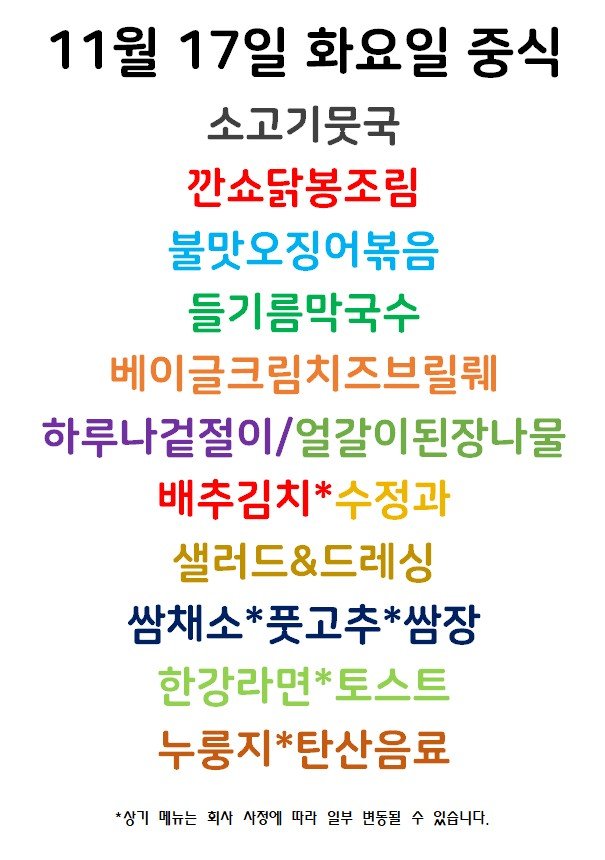 11월 17일 화요일 중식
소고기뭇국
깐쇼닭봉조림
불맛오징어볶음
들기름막국수
베이글크림치즈브릴뤠
하루나겉절이/얼갈이된장나물
배추김치*수정과
샐러드&드레싱
쌈채소*풋고추*쌈장
한강라면*토스트
누룽지*탄산음료
*상기 메뉴는 회사 사정에 따라 일부 변동될 수 있습니다.